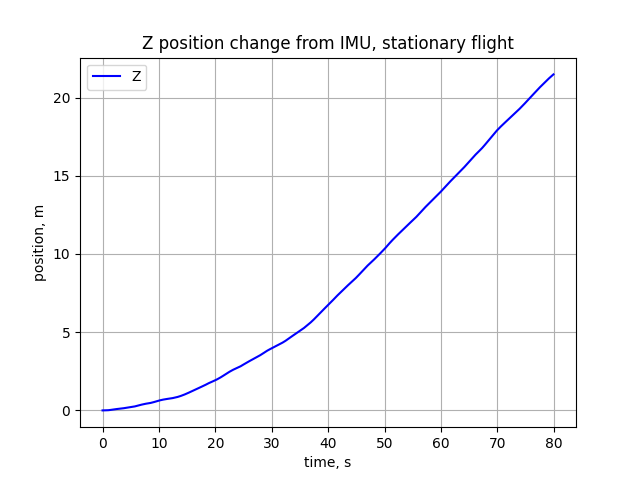 Z position change from IMU, stationary flight
Z
20
15
10
5
0
position, m
0 10 20 30 40 50 60 70 80
time, s